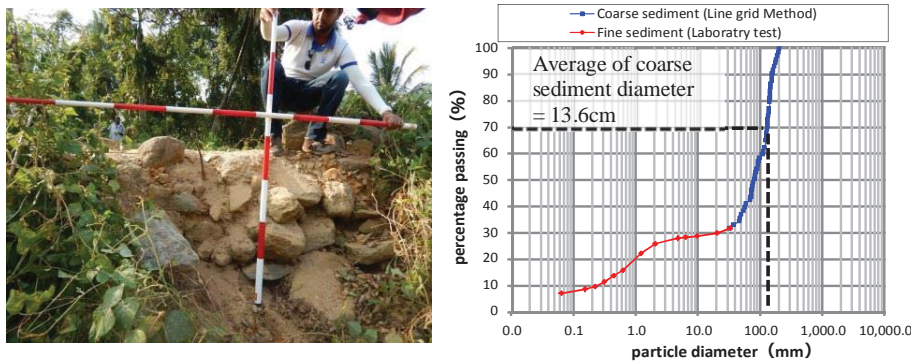 Coarse sediment (Line grid Method)
Fine sediment (Laboratry test)
100
90
80
70
60
50
40
30
20
10
0
percentage passing (%)
Average of coarse
sediment diameter
= 13.6cm
0.0 0.1 1.0 10.0 100.0 1,000.0 10,000.0
particle diameter (mm)